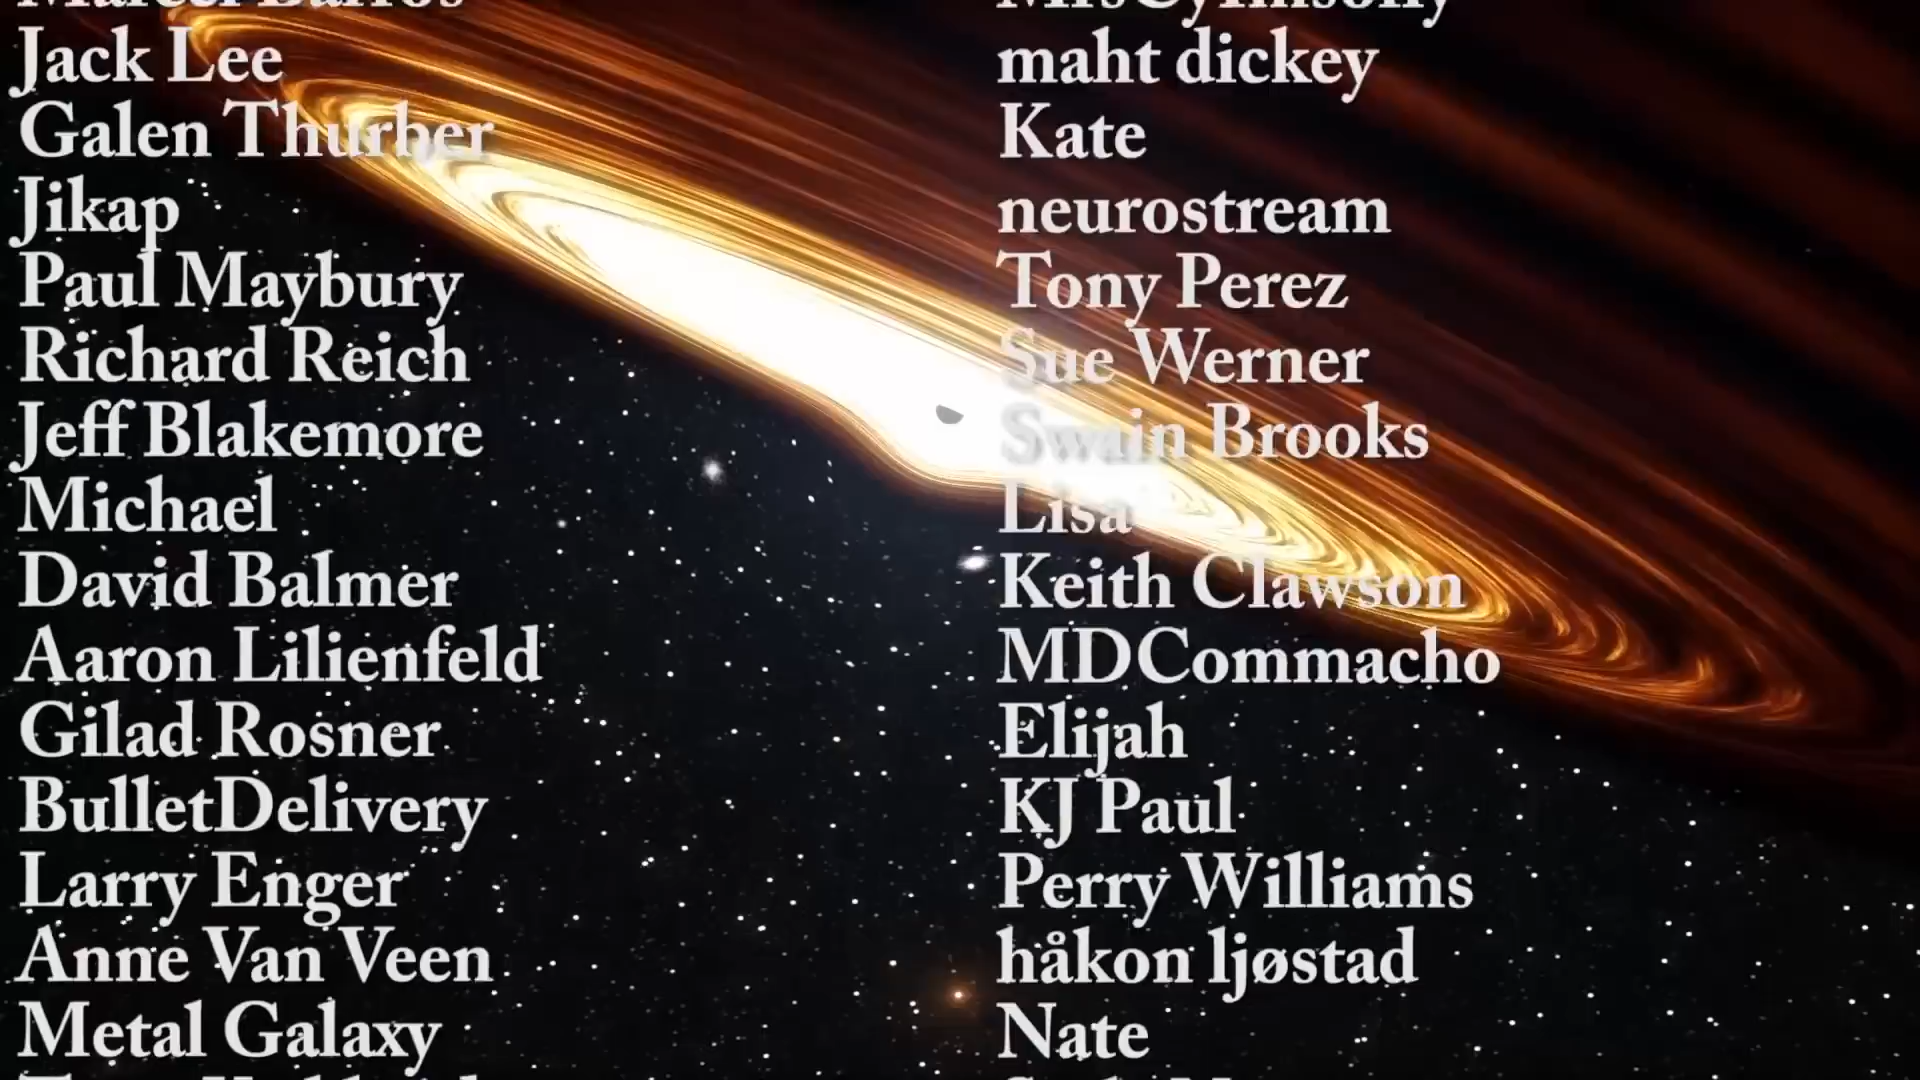 Jack Lee
Galen Thurber
Jikap
Paul Maybury
Richard Reich
Jeff Blakemore
Michael
David Balmer
Aaron Lilienfeld
Gilad Rosner
BulletDelivery
Larry Enger
Anne Van Veen
Metal Galaxy
maht dickey
Kate
neurostream
Tony Perez
Sue Werner
Swain Brooks
Lisa
Keith Clawson
MDCommacho
Elijah
KJ Paul
Perry Williams
håkon ljøstad
Nate